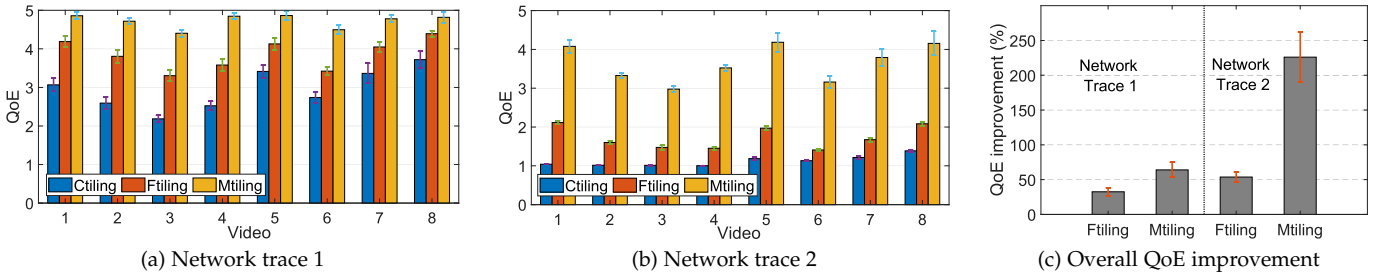 5
4
3
2
1
0
QoE
Ctiling Ftiling Mtiling
1 2 3 4 5 6 7 8
Video
(a) Network trace 1
5
4
3
2
1
0
QoE
Ctiling Ftiling Mtiling
1 2 3 4 5 6 7 8
Video
(b) Network trace 2
250
200
150
100
50
0
QoE improvement (%)
Network
Trace 1
Network
Trace 2
Ftiling Mtiling Ftiling Mtiling
(c) Overall QoE improvement